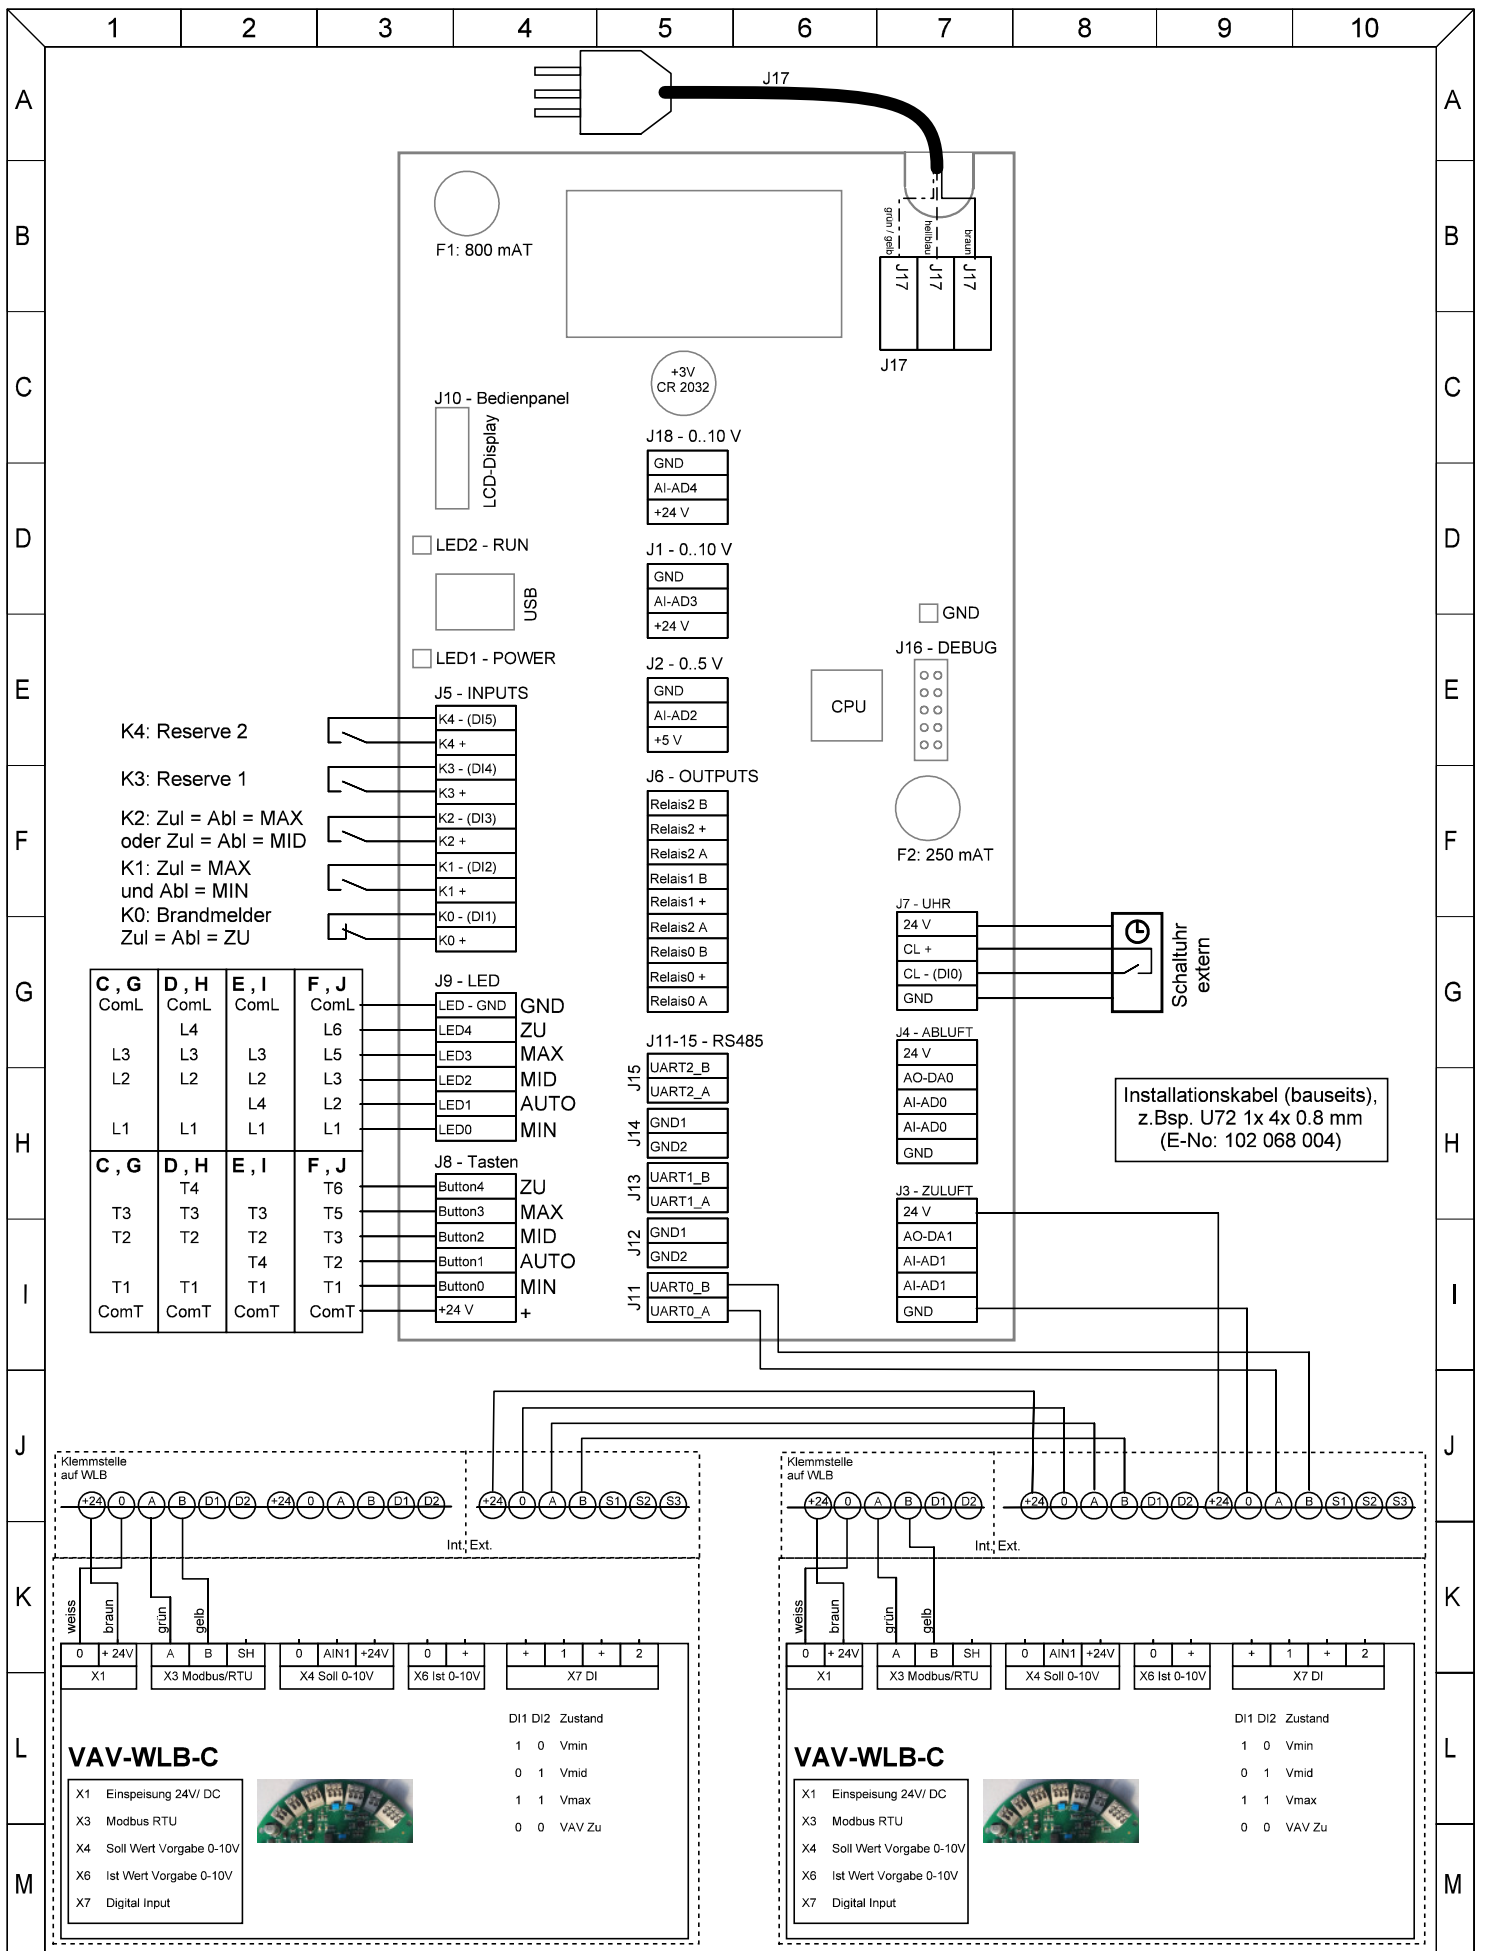 1 2 3 4 5 6 7 8 9 10
A A
J17
B B
grün / gelb
hellblau
braun
F1: 800 mAT
J17 J17 J17
J17
C C
+3V
CR 2032
J10 - Bedienpanel
LCD-Display
J18 - 0..10 V
GND
AI-AD4
+24 V
D D
LED2 - RUN
J1 - 0..10 V
GND
AI-AD3
+24 V
USB
GND
LED1 - POWER
J16 - DEBUG
J2 - 0..5 V
GND
AI-AD2
+5 V
E E
CPU
J5 - INPUTS
K4 - (DI5)
K4 +
K3 - (DI4)
K3 +
K2 - (DI3)
K2 +
K1 - (DI2)
K1 +
K0 - (DI1)
K0 +
K4: Reserve 2
K3: Reserve 1
K2: Zul = Abl = MAX
oder Zul = Abl = MID
K1: Zul = MAX
und Abl = MIN
K0: Brandmelder
Zul = Abl = ZU
F F
J6 - OUTPUTS
Relais2 B
Relais2 +
Relais2 A
Relais1 B
Relais1 +
Relais2 A
Relais0 B
Relais0 +
Relais0 A
F2: 250 mAT
J7 - UHR
24 V
CL +
CL - (DI0)
GND
Schaltuhr
extern
G G
C , G D , H E , I F , J
ComL ComL ComL ComL
L4 L6
L3 L3 L3 L5
L2 L2 L2 L3
L4 L2
L1 L1 L1 L1
J9 - LED
LED - GND GND
LED4 ZU
LED3 MAX
LED2 MID
LED1 AUTO
LED0 MIN
J11-15 - RS485
J15
UART2_B
UART2_A
J14
GND1
GND2
J13
UART1_B
UART1_A
J12
GND1
GND2
J11
UART0_B
UART0_A
J4 - ABLUFT
24 V
AO-DA0
AI-AD0
AI-AD0
GND
Installationskabel (bauseits),
z.Bsp. U72 1x 4x 0.8 mm
(E-No: 102 068 004)
H H
C , G D , H E , I F , J
T4 T6
T3 T3 T3 T5
T2 T2 T2 T3
T4 T2
T1 T1 T1 T1
ComT ComT ComT ComT
J8 - Tasten
Button4 ZU
Button3 MAX
Button2 MID
Button1 AUTO
Button0 MIN
+24 V +
J3 - ZULUFT
24 V
AO-DA1
AI-AD1
AI-AD1
GND
I I
J J
Klemmstelle
auf WLB
+24 0 A B D1 D2 +24 0 A B D1 D2 +24 0 A B S1 S2 S3
Int. Ext.
Klemmstelle
auf WLB
+24 0 A B D1 D2 +24 0 A B D1 D2 +24 0 A B S1 S2 S3
Int. Ext.
K K
weiss braun grün gelb
0 + 24V A B SH 0 AIN1 +24V 0 + + 1 + 2
X1 X3 Modbus/RTU X4 Soll 0-10V X6 Ist 0-10V X7 DI
DI1 DI2 Zustand
1 0 Vmin
0 1 Vmid
1 1 Vmax
0 0 VAV Zu
VAV-WLB-C
X1 Einspeisung 24V/ DC
X3 Modbus RTU
X4 Soll Wert Vorgabe 0-10V
X6 Ist Wert Vorgabe 0-10V
X7 Digital Input
weiss braun grün gelb
0 + 24V A B SH 0 AIN1 +24V 0 + + 1 + 2
X1 X3 Modbus/RTU X4 Soll 0-10V X6 Ist 0-10V X7 DI
DI1 DI2 Zustand
1 0 Vmin
0 1 Vmid
1 1 Vmax
0 0 VAV Zu
VAV-WLB-C
X1 Einspeisung 24V/ DC
X3 Modbus RTU
X4 Soll Wert Vorgabe 0-10V
X6 Ist Wert Vorgabe 0-10V
X7 Digital Input
L L
M M